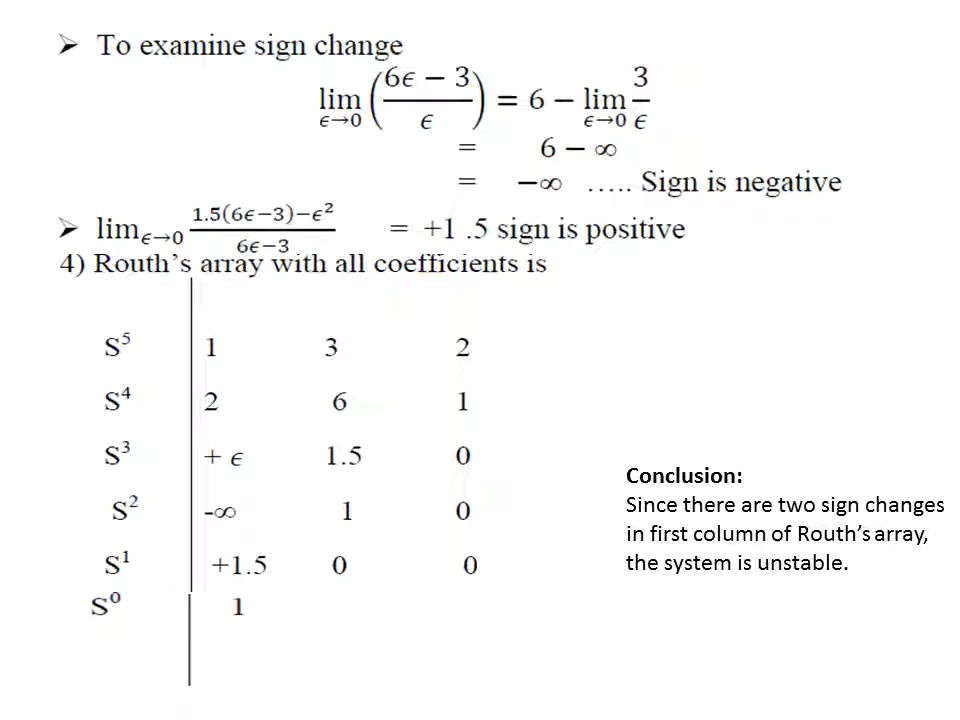 ➤ To examine sign change
lim ϵ→0 ((6ϵ − 3)/ϵ) = 6 − lim ϵ→0 3/ϵ
= 6 − ∞
= −∞ ….. Sign is negative
➤ lim ϵ→0 (1.5(6ϵ−3)−ϵ²)/(6ϵ−3) = +1 .5 sign is positive
4) Routh's array with all coefficients is
S⁵ 1 3 2
S⁴ 2 6 1
S³ + ϵ 1.5 0
S² -∞ 1 0
S¹ +1.5 0 0
S⁰ 1
Conclusion:
Since there are two sign changes
in first column of Routh's array,
the system is unstable.